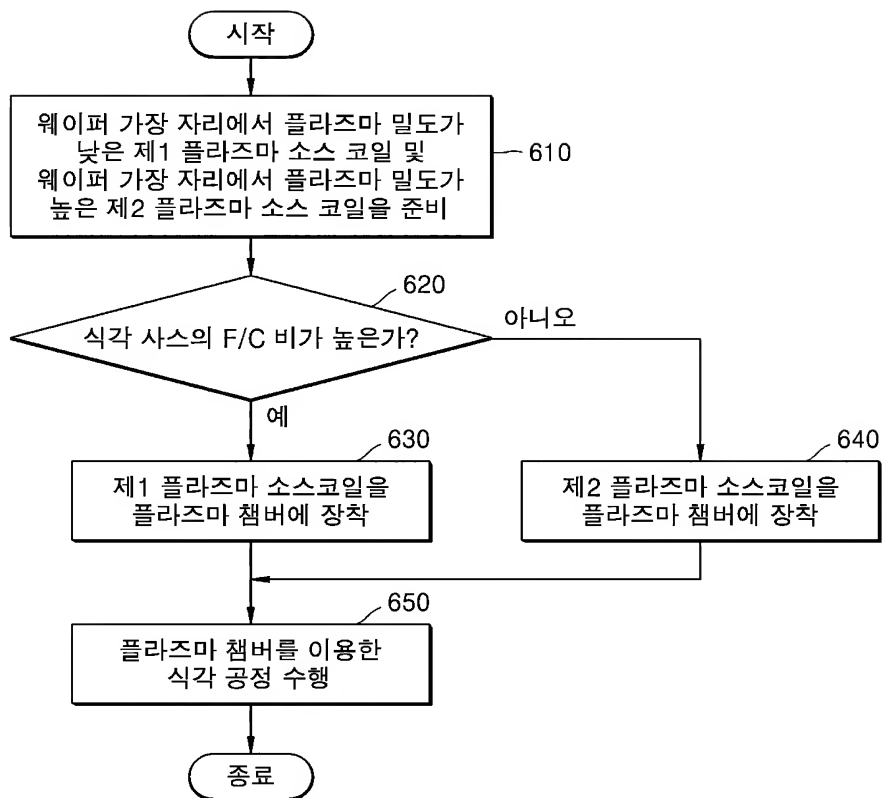 시작
웨이퍼 가장 자리에서 플라즈마 밀도가
낮은 제1 플라즈마 소스 코일 및
웨이퍼 가장 자리에서 플라즈마 밀도가
높은 제2 플라즈마 소스 코일을 준비
610
620
식각 사스의 F/C 비가 높은가?
아니오
예
630
제1 플라즈마 소스코일을
플라즈마 챔버에 장착
640
제2 플라즈마 소스코일을
플라즈마 챔버에 장착
650
플라즈마 챔버를 이용한
식각 공정 수행
종료